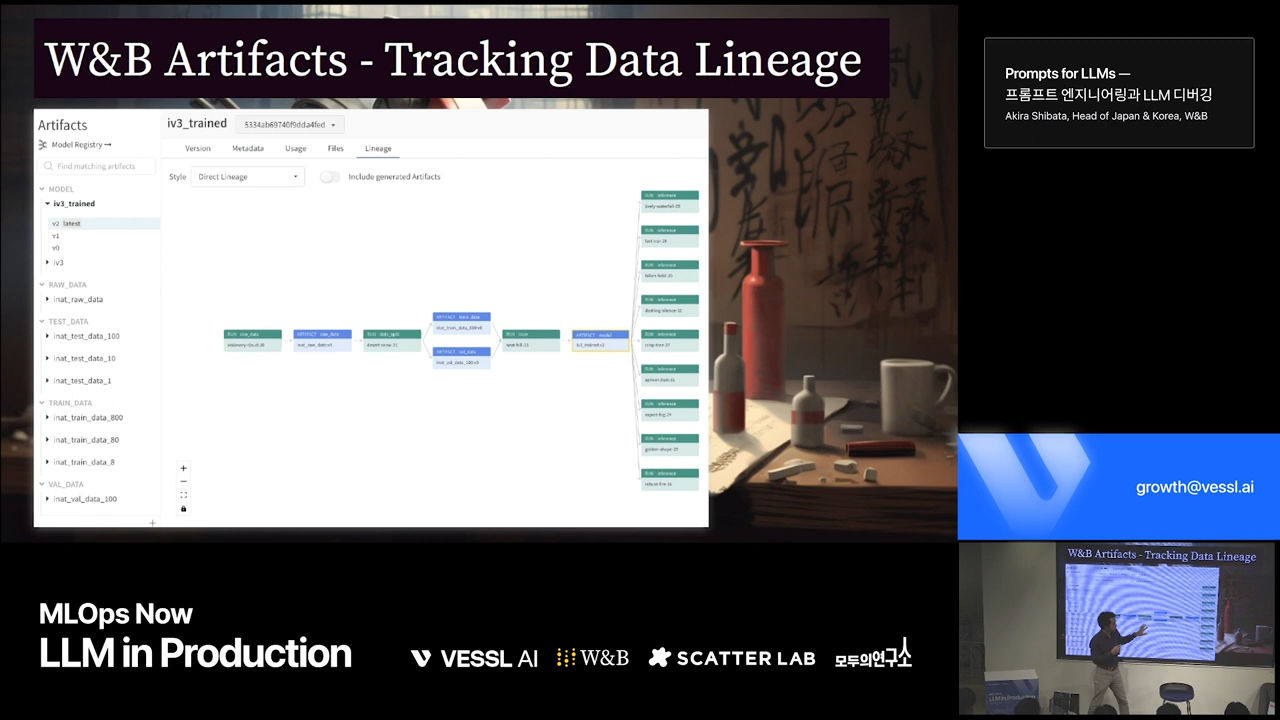 W&B Artifacts - Tracking Data Lineage
Artifacts
Model Registry →
Find matching artifacts
MODEL
iv3_trained
v2 latest
v1
v0
iv3
RAW_DATA
inat_raw_data
TEST_DATA
inat_test_data_100
inat_test_data_10
inat_test_data_1
TRAIN_DATA
inat_train_data_800
inat_train_data_80
inat_train_data_8
VAL_DATA
inat_val_data_100
iv3_trained
5334ab69740f9dda4fed
Version Metadata Usage Files Lineage
Style Direct Lineage Include generated Artifacts
Prompts for LLMs —
프롬프트 엔지니어링과 LLM 디버깅
Akira Shibata, Head of Japan & Korea, W&B
growth@vessl.ai
W&B Artifacts - Tracking Data Lineage
MLOps Now
LLM in Production
VESSL AI W&B SCATTER LAB 모두의연구소